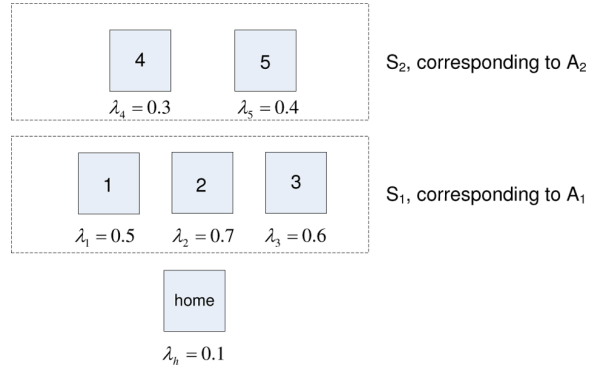 4 5 S₂, corresponding to A₂
λ₄ = 0.3 λ₅ = 0.4
1 2 3 S₁, corresponding to A₁
λ₁ = 0.5 λ₂ = 0.7 λ₃ = 0.6
home
λₕ = 0.1